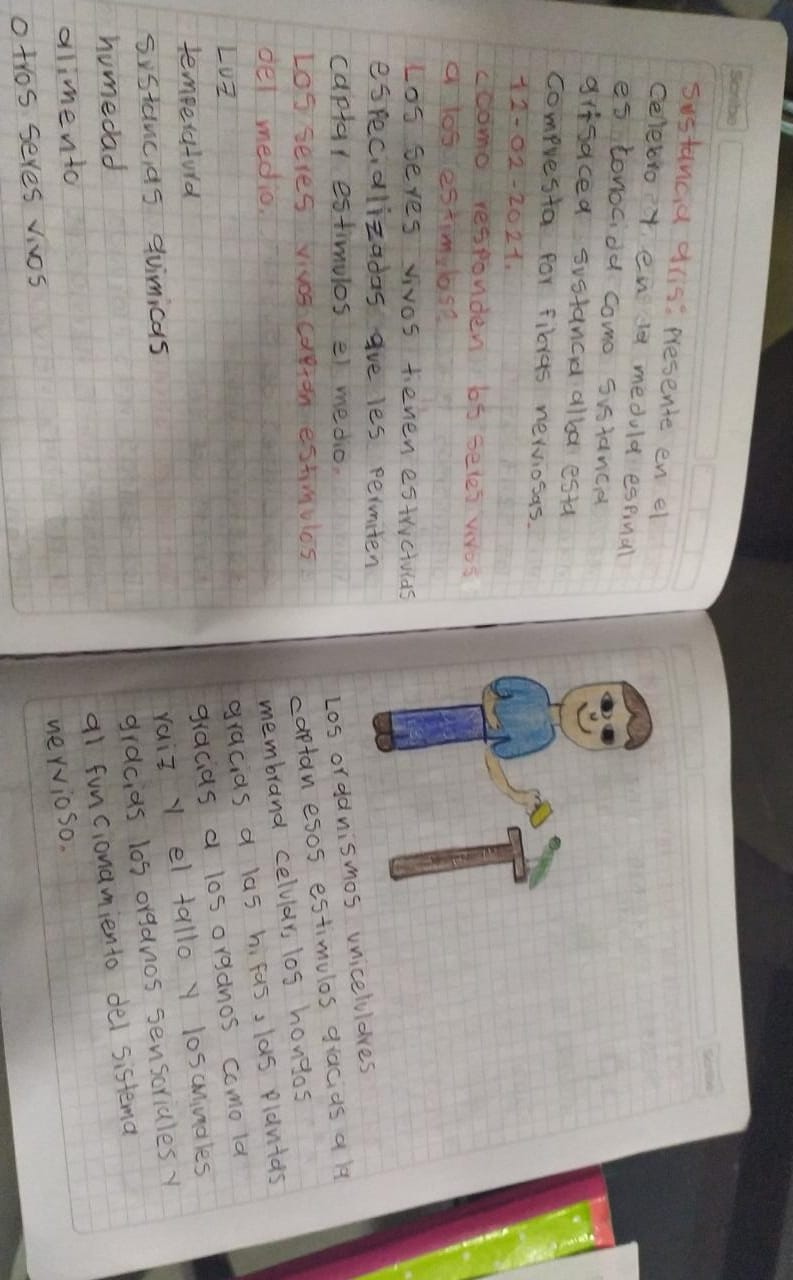 Scribe
Sustancia gris: Presente en el
Celebro y en la medula espinal
es conocida como sustancia
grisacea sustancia alba esta
compuesta por fibras nerviosas.
12-02-2021.
¿como responden los seres vivos
a los estimulos?
Los seres vivos tienen estructuras
especializadas que les permiten
captar estimulos el medio.
Los seres vivos captan estimulos
del medio.
Luz
temperatura
sustancias quimicas
humedad
alimento
otros seres vivos
Scribe
Los organismos unicelulares
captan esos estimulos gracias a la
membrana celular, los hongos
gracias a las hifas, las plantas
gracias a los organos como la
raiz y el tallo y los animales
gracias los organos sensoriales y
al funcionamiento del sistema
nervioso.